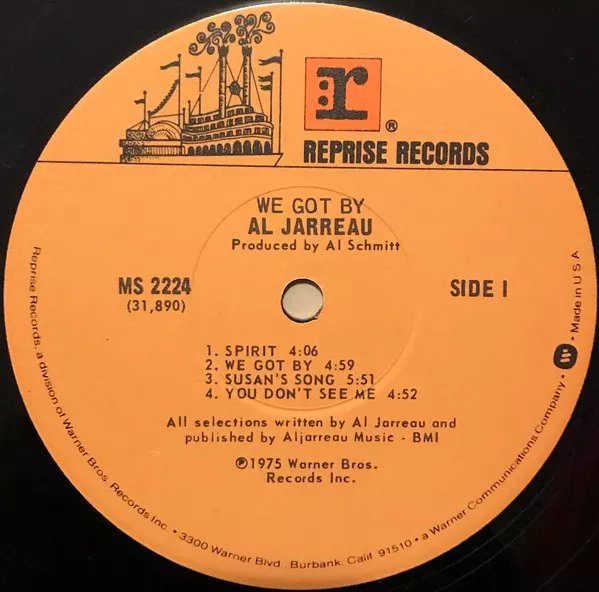 r
®
REPRISE RECORDS
WE GOT BY
AL JARREAU
Produced by Al Schmitt
MS 2224
(31,890)
SIDE 1
1. SPIRIT 4:06
2. WE GOT BY 4:59
3. SUSAN'S SONG 5:51
4. YOU DON'T SEE ME 4:52
All selections written by Al Jarreau and
published by Aljarreau Music - BMI
℗1975 Warner Bros.
Records Inc.
Reprise Records, a division of Warner Bros. Records Inc. • 3300 Warner Blvd., Burbank, Calif. 91510 • a Warner Communications Company • Made in U.S.A.